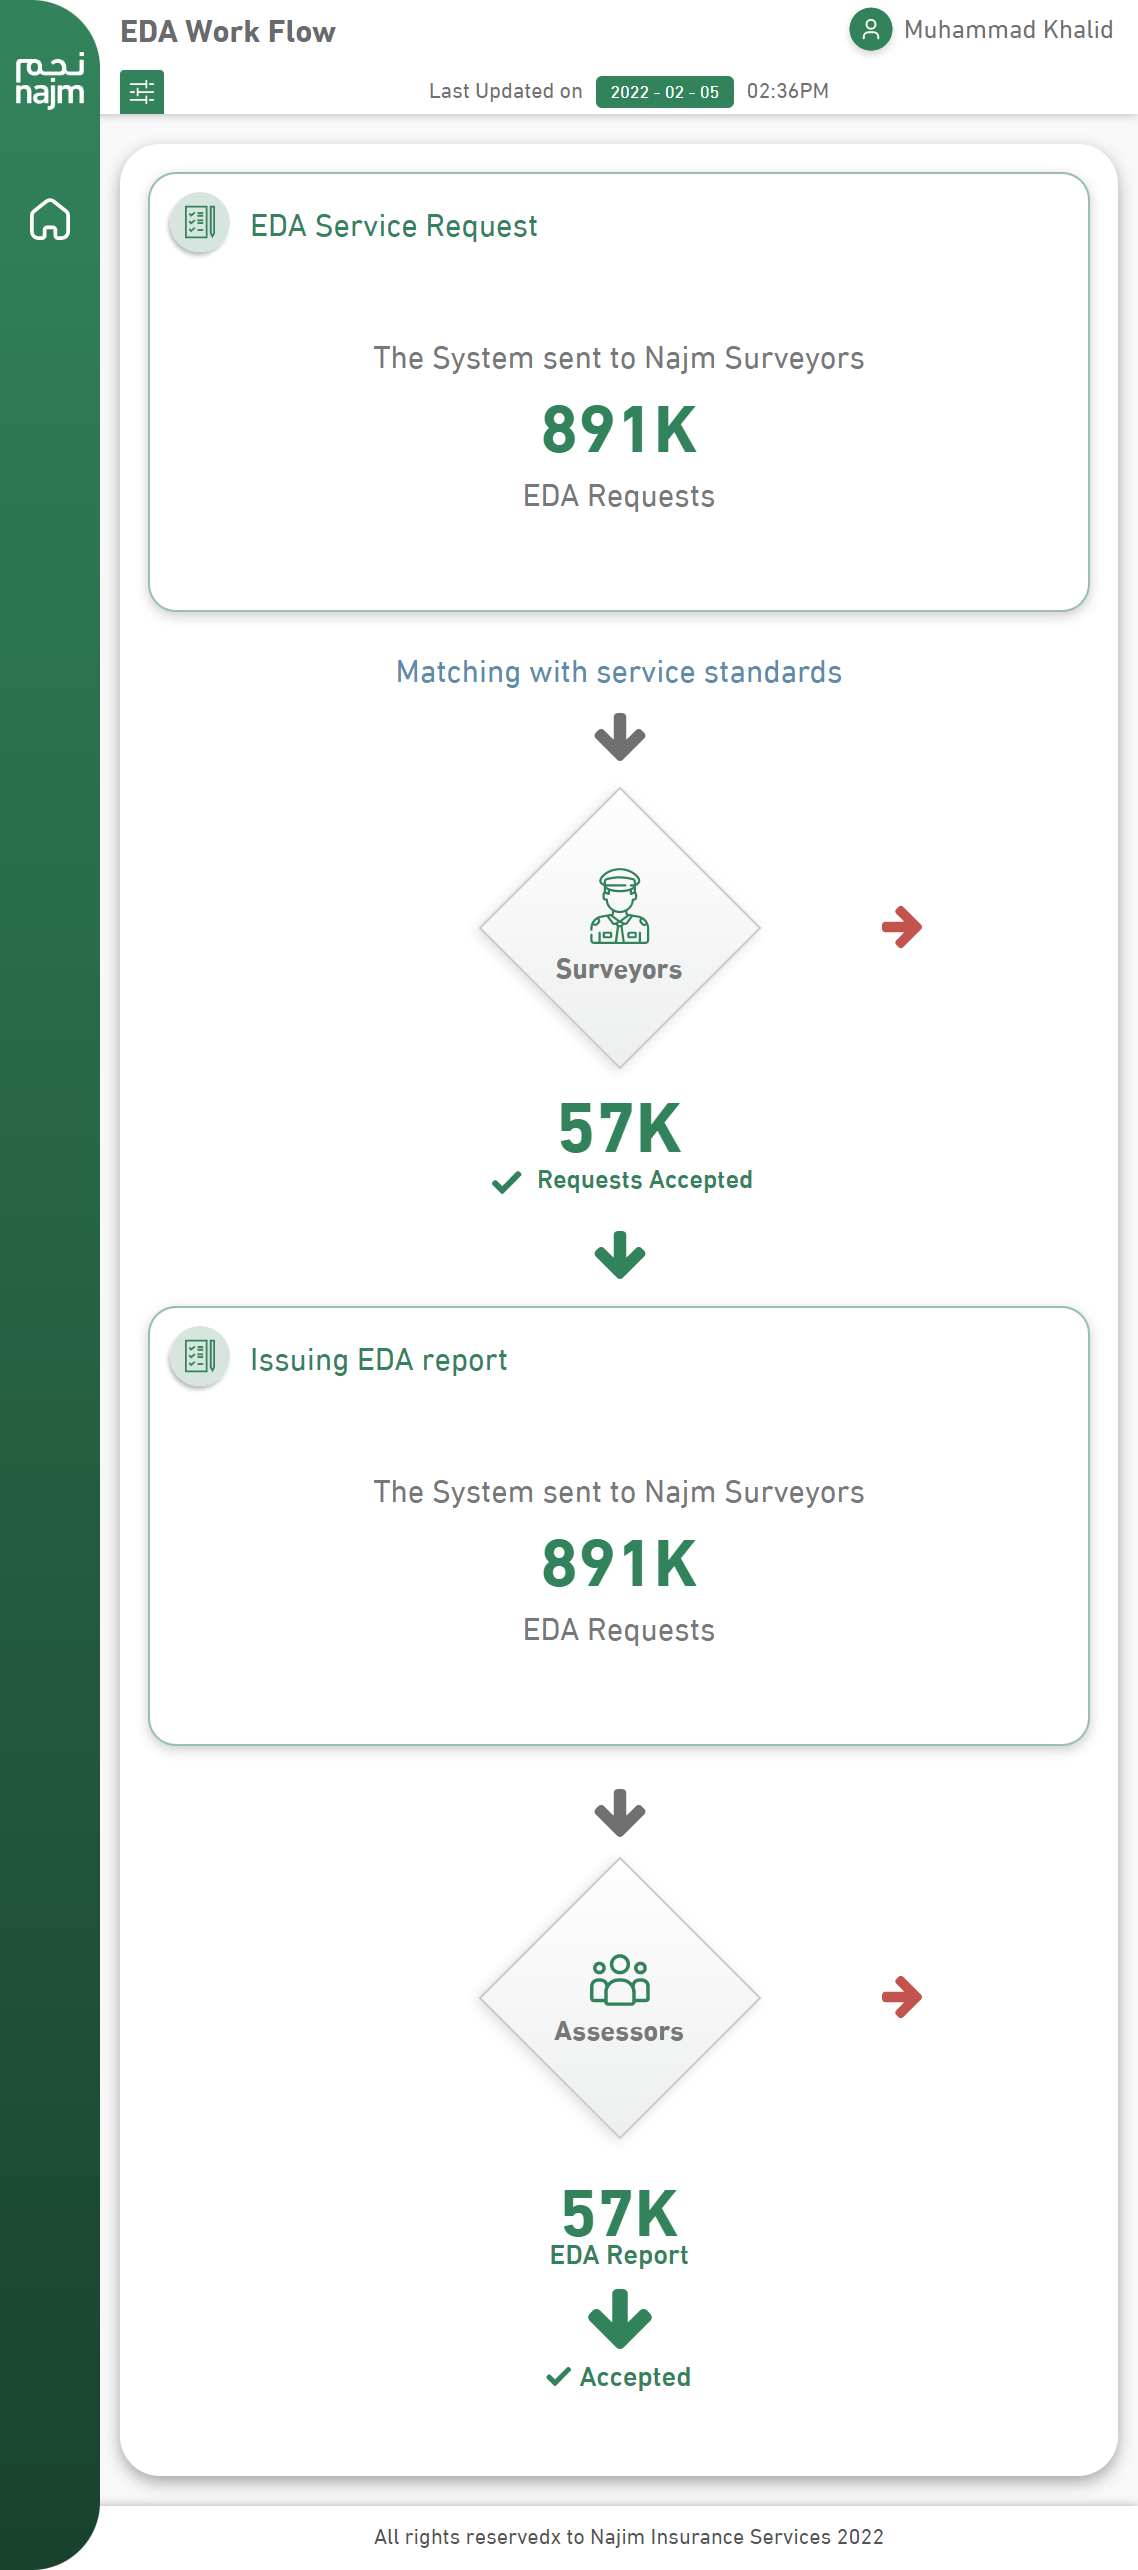 نجم
najm
EDA Work Flow
Muhammad Khalid
Last Updated on 2022 - 02 - 05 02:36PM
EDA Service Request
The System sent to Najm Surveyors
891K
EDA Requests
Matching with service standards
Surveyors
57K
Requests Accepted
Issuing EDA report
The System sent to Najm Surveyors
891K
EDA Requests
Assessors
57K
EDA Report
Accepted
All rights reservedx to Najim Insurance Services 2022